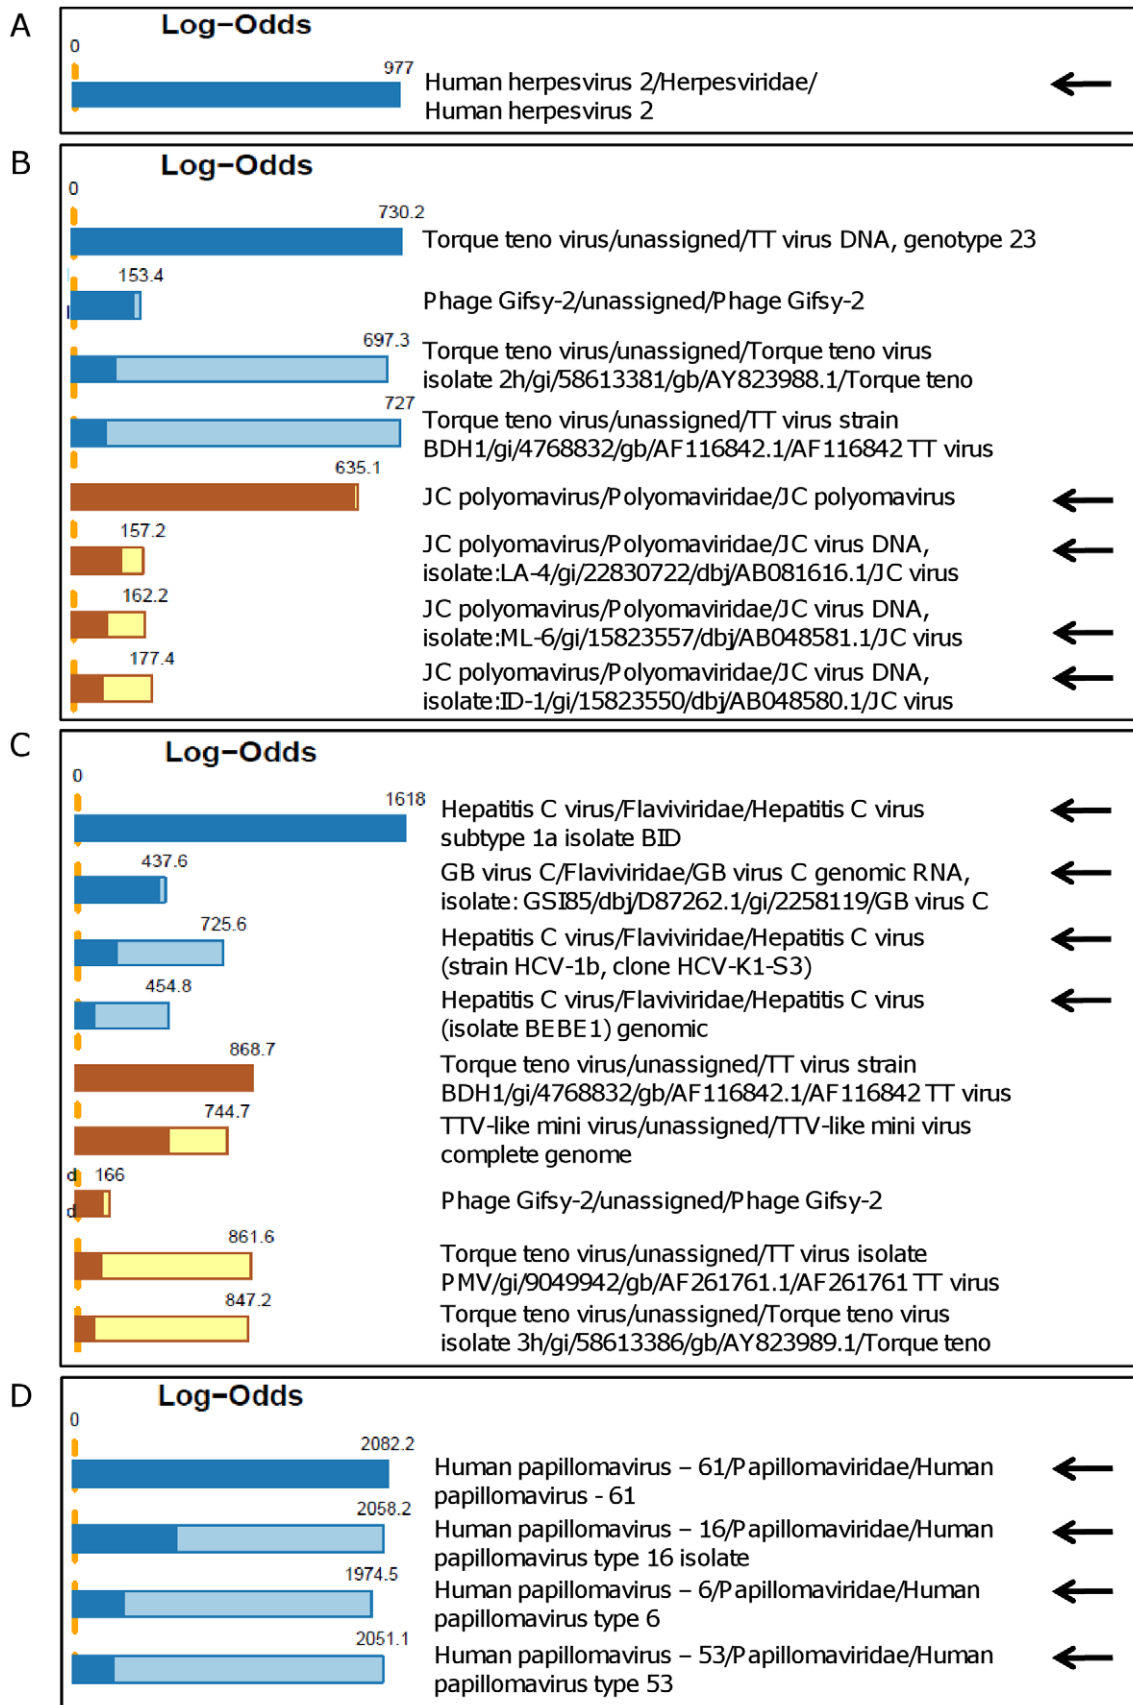 A
Log-Odds
0
977
Human herpesvirus 2/Herpesviridae/
Human herpesvirus 2
B
Log-Odds
0
730.2
Torque teno virus/unassigned/TT virus DNA, genotype 23
153.4
Phage Gifsy-2/unassigned/Phage Gifsy-2
697.3
Torque teno virus/unassigned/Torque teno virus
isolate 2h/gi/58613381/gb/AY823988.1/Torque teno
727
Torque teno virus/unassigned/TT virus strain
BDH1/gi/4768832/gb/AF116842.1/AF116842 TT virus
635.1
JC polyomavirus/Polyomaviridae/JC polyomavirus
157.2
JC polyomavirus/Polyomaviridae/JC virus DNA,
isolate:LA-4/gi/22830722/dbj/AB081616.1/JC virus
162.2
JC polyomavirus/Polyomaviridae/JC virus DNA,
isolate:ML-6/gi/15823557/dbj/AB048581.1/JC virus
177.4
JC polyomavirus/Polyomaviridae/JC virus DNA,
isolate:ID-1/gi/15823550/dbj/AB048580.1/JC virus
C
Log-Odds
0
1618
Hepatitis C virus/Flaviviridae/Hepatitis C virus
subtype 1a isolate BID
437.6
GB virus C/Flaviviridae/GB virus C genomic RNA,
isolate: GSI85/dbj/D87262.1/gi/2258119/GB virus C
725.6
Hepatitis C virus/Flaviviridae/Hepatitis C virus
(strain HCV-1b, clone HCV-K1-S3)
454.8
Hepatitis C virus/Flaviviridae/Hepatitis C virus
(isolate BEBE1) genomic
868.7
Torque teno virus/unassigned/TT virus strain
BDH1/gi/4768832/gb/AF116842.1/AF116842 TT virus
744.7
TTV-like mini virus/unassigned/TTV-like mini virus
complete genome
d 166
d
Phage Gifsy-2/unassigned/Phage Gifsy-2
861.6
Torque teno virus/unassigned/TT virus isolate
PMV/gi/9049942/gb/AF261761.1/AF261761 TT virus
847.2
Torque teno virus/unassigned/Torque teno virus
isolate 3h/gi/58613386/gb/AY823989.1/Torque teno
D
Log-Odds
0
2082.2
Human papillomavirus – 61/Papillomaviridae/Human
papillomavirus - 61
2058.2
Human papillomavirus – 16/Papillomaviridae/Human
papillomavirus type 16 isolate
1974.5
Human papillomavirus – 6/Papillomaviridae/Human
papillomavirus type 6
2051.1
Human papillomavirus – 53/Papillomaviridae/Human
papillomavirus type 53